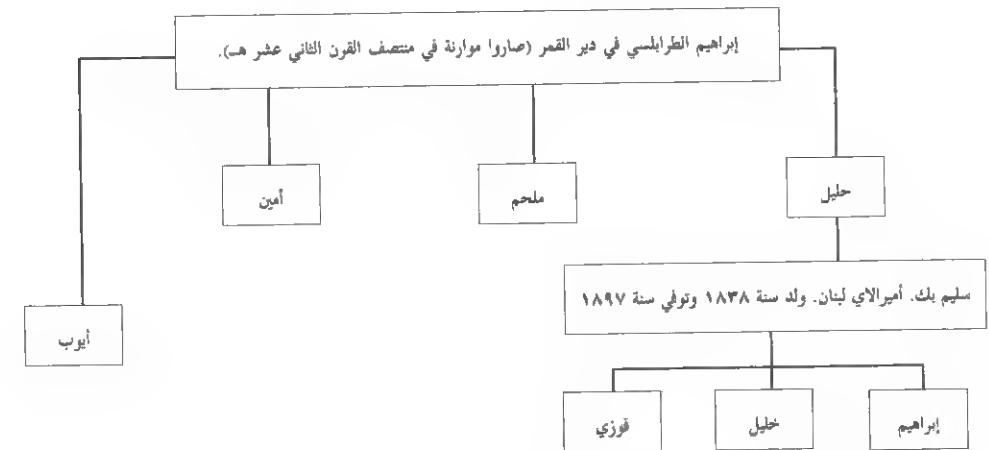 إبراهيم الطرابلسي في دير القمر (صاروا موارنة في منتصف القرن الثاني عشر هـ).
حليل
ملحم
أمين
أيوب
سليم بك. أميرالاي لبنان. ولد سنة ١٨٣٨ وتوفي سنة ١٨٩٧
إبراهيم
خليل
فوزي